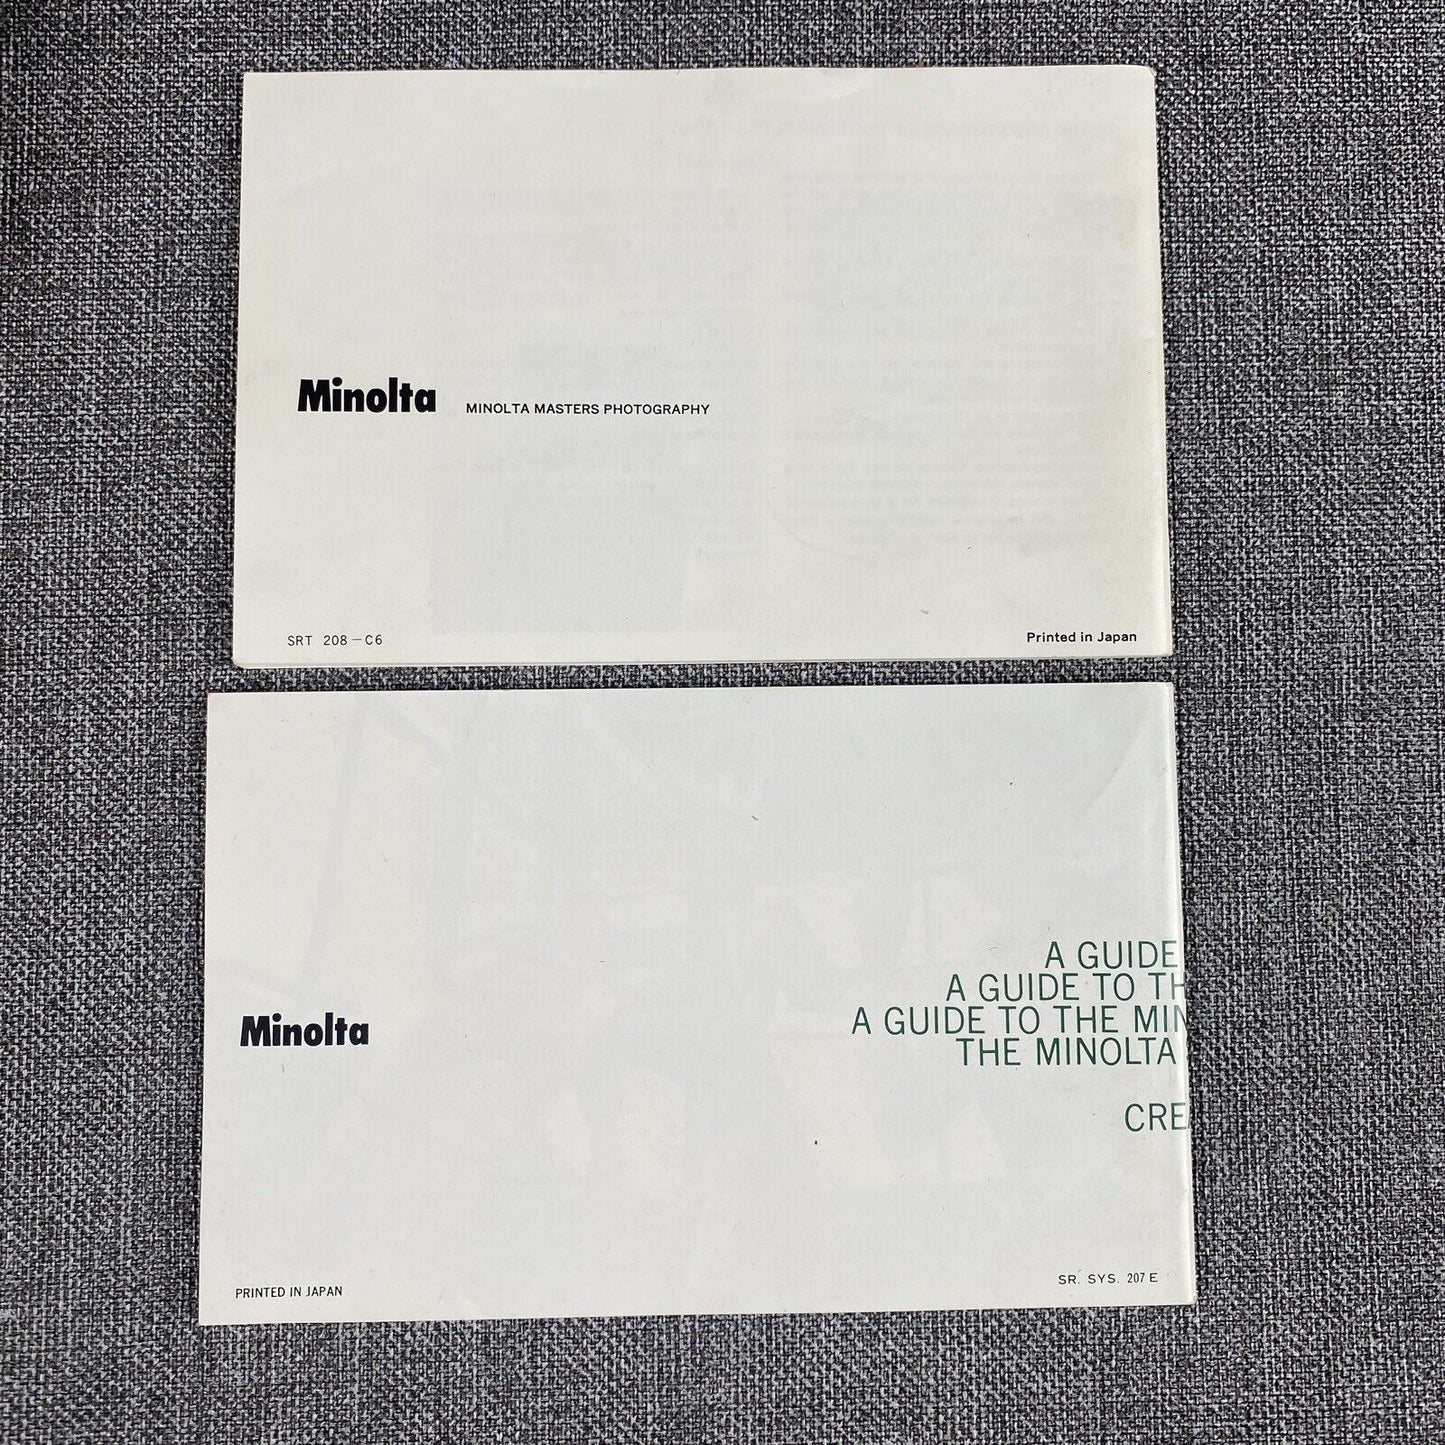 Minolta MINOLTA MASTERS PHOTOGRAPHY
SRT 208 – C6 Printed in Japan
A GUIDE
A GUIDE TO TH
A GUIDE TO THE MIN
Minolta
THE MINOLTA
CREA
PRINTED IN JAPAN SR. SYS. 207 E